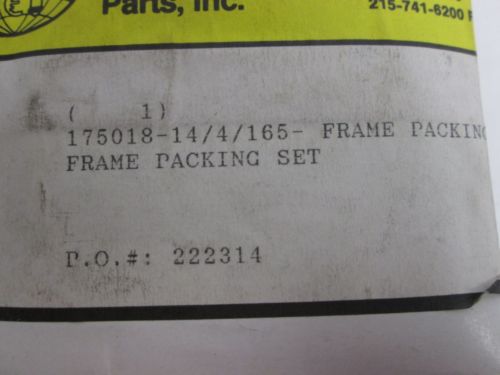 Parts, Inc.
215-741-6200
( 1)
175018-14/4/165- FRAME PACKING
FRAME PACKING SET
P.O.#: 222314